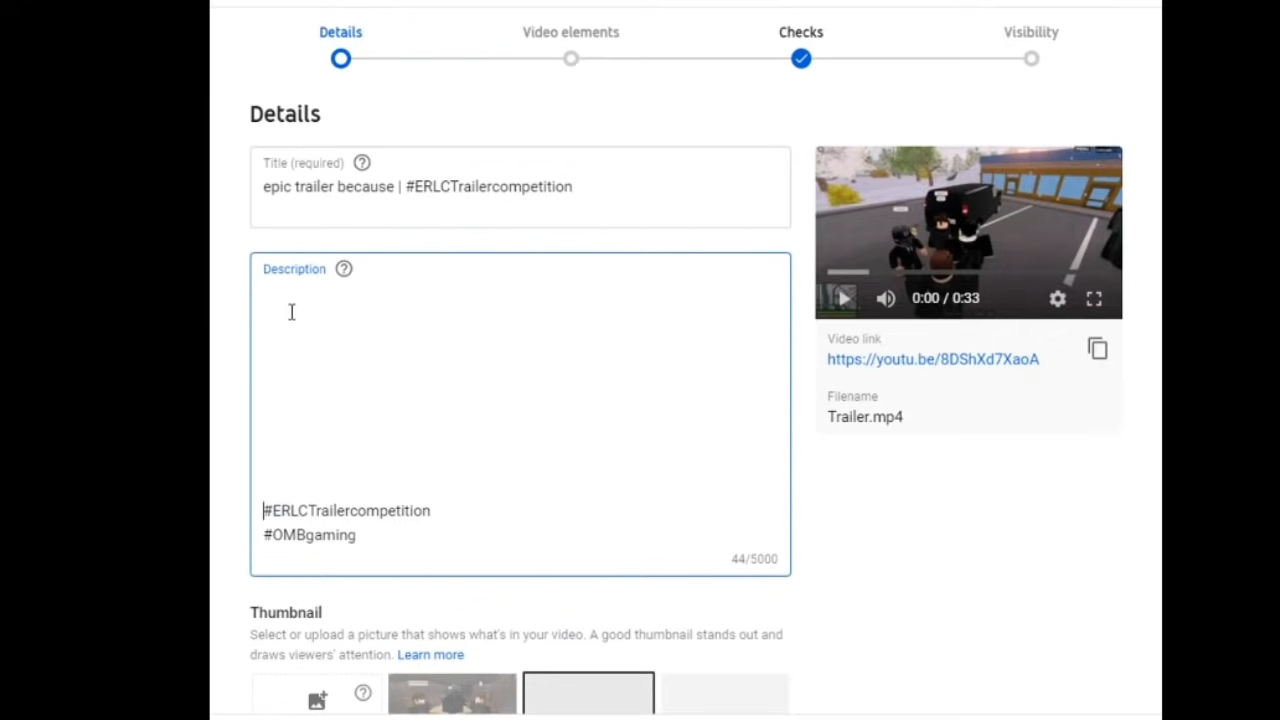 Details
Video elements
Checks
Visibility
Details
Title (required)
epic trailer because | #ERLCTrailercompetition
Description
#ERLCTrailercompetition
#OMBgaming
44/5000
0:00 / 0:33
Video link
https://youtu.be/8DShXd7XaoA
Filename
Trailer.mp4
Thumbnail
Select or upload a picture that shows what's in your video. A good thumbnail stands out and
draws viewers' attention. Learn more